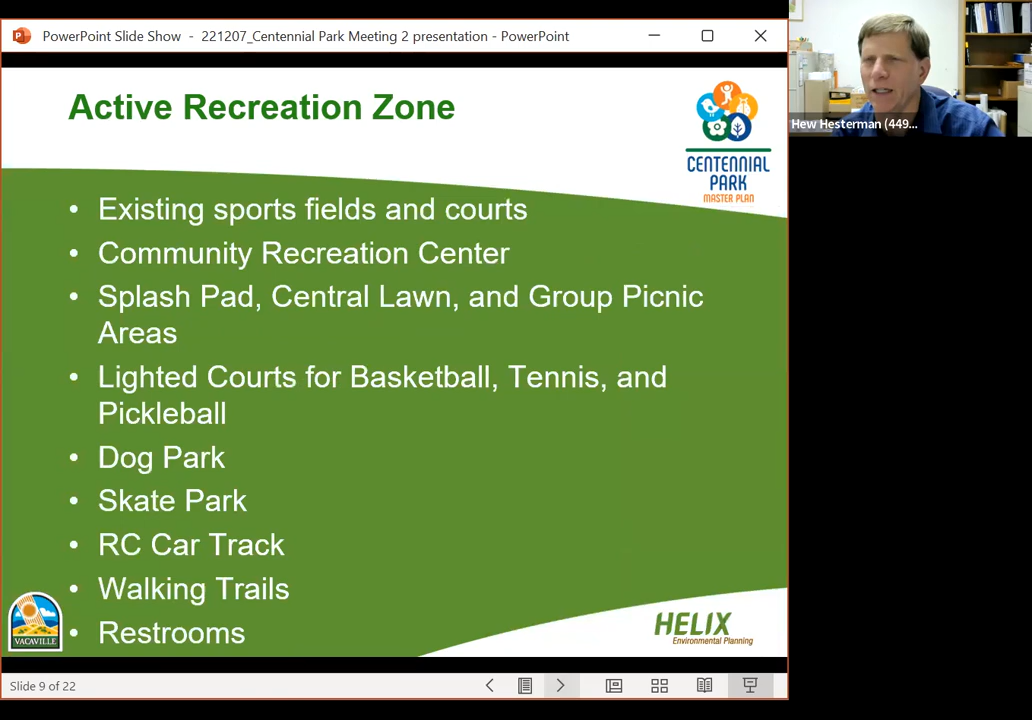 PowerPoint Slide Show - 221207_Centennial Park Meeting 2 presentation - PowerPoint
Hew Hesterman (449...
Active Recreation Zone
CENTENNIAL
PARK
MASTER PLAN
• Existing sports fields and courts
• Community Recreation Center
• Splash Pad, Central Lawn, and Group Picnic
Areas
• Lighted Courts for Basketball, Tennis, and
Pickleball
• Dog Park
• Skate Park
• RC Car Track
• Walking Trails
• Restrooms
VACAVILLE
HELIX
Environmental Planning
Slide 9 of 22